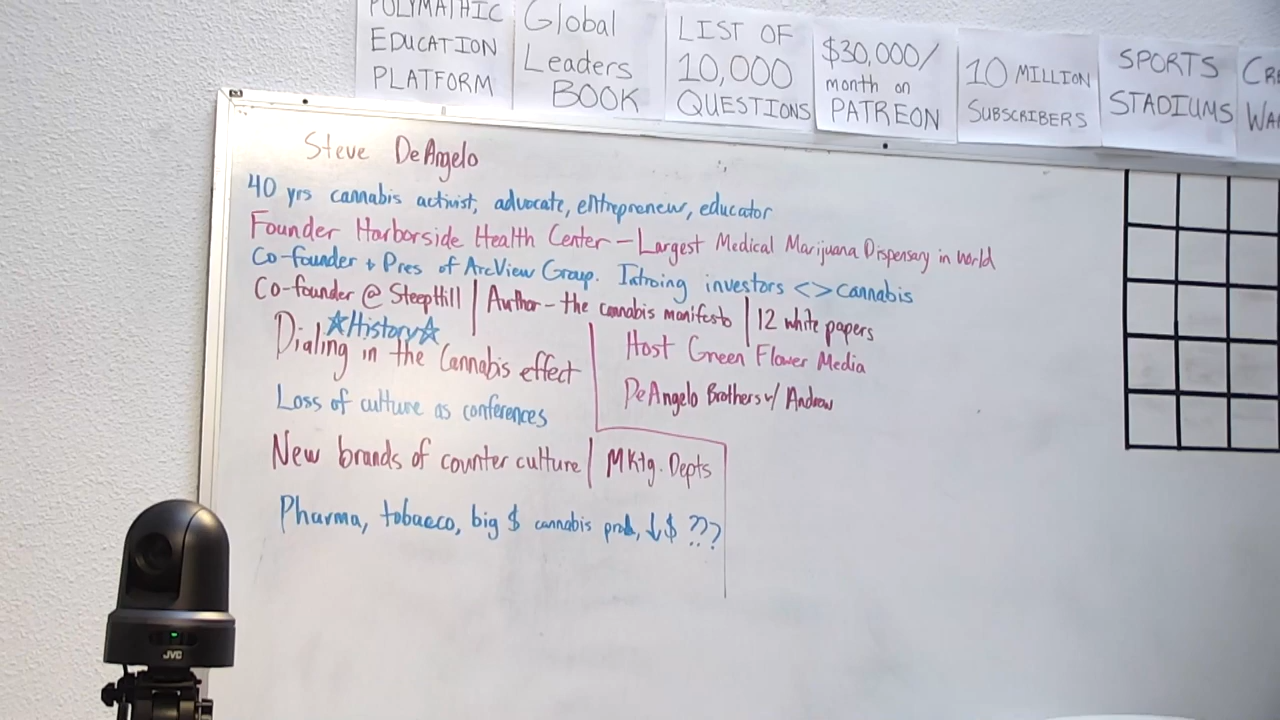 POLYMATHIC
EDUCATION
PLATFORM
Global
Leaders
BOOK
LIST OF
10,000
QUESTIONS
$30,000/
month on
PATREON
10 MILLION
SUBSCRIBERS
SPORTS
STADIUMS
Steve DeAngelo
40 yrs cannabis activist, advocate, entrepreneur, educator
Founder Harborside Health Center - Largest Medical Marijuana Dispensary in world
Co-founder + Pres of ArcView Group. Introing investors <> cannabis
Co-founder @ SteepHill | Author - the cannabis manifesto | 12 white papers
☆History☆
Dialing in the Cannabis effect
Host Green Flower Media
DeAngelo Brothers w/ Andrew
Loss of culture as conferences
New brands of counter culture | Mktg. Depts
Pharma, tobacco, big $ cannabis prod, ↓$ ???
JVC